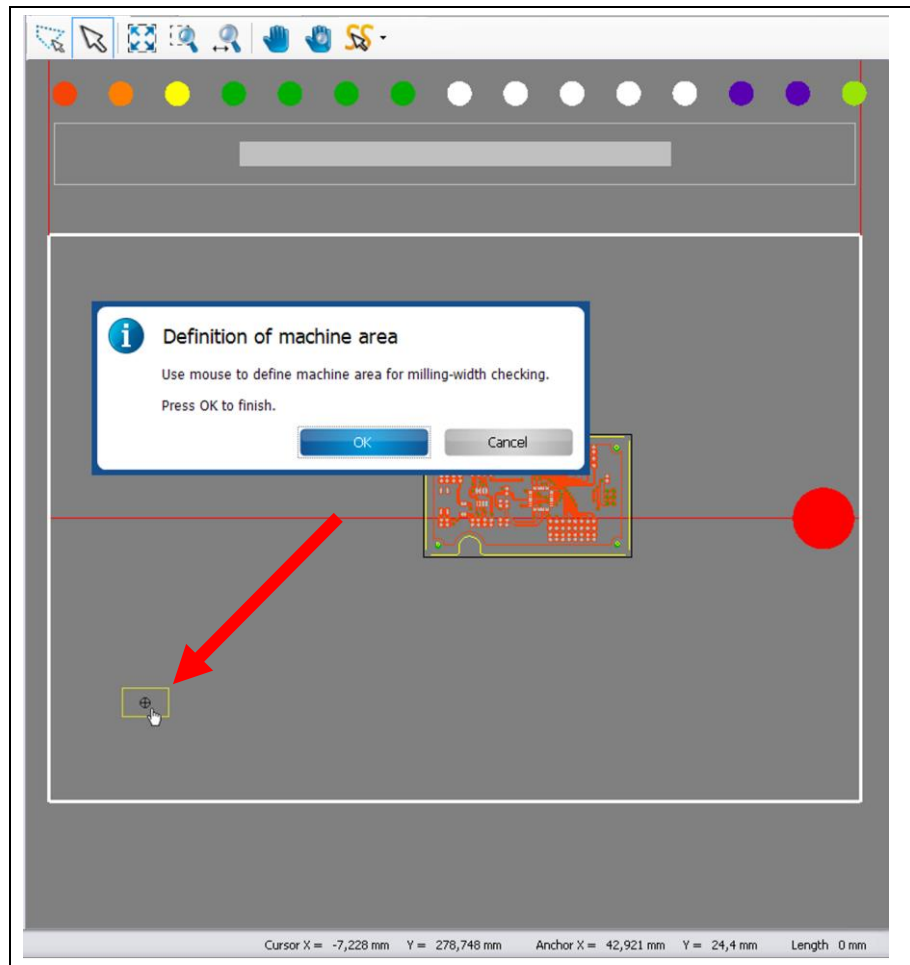 Definition of machine area
Use mouse to define machine area for milling-width checking.
Press OK to finish.
OK Cancel
Cursor X = -7,228 mm Y = 278,748 mm Anchor X = 42,921 mm Y = 24,4 mm Length 0 mm